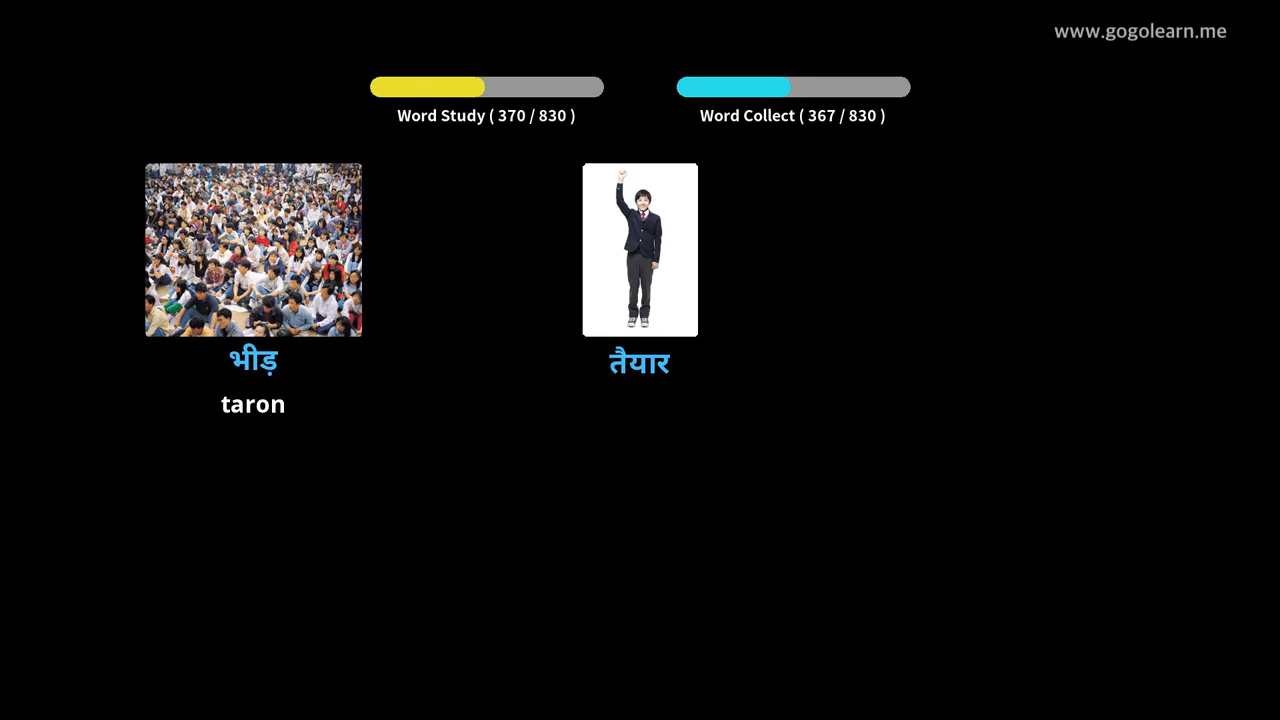 www.gogolearn.me
Word Study ( 370 / 830 )
Word Collect ( 367 / 830 )
भीड़
तैयार
taron